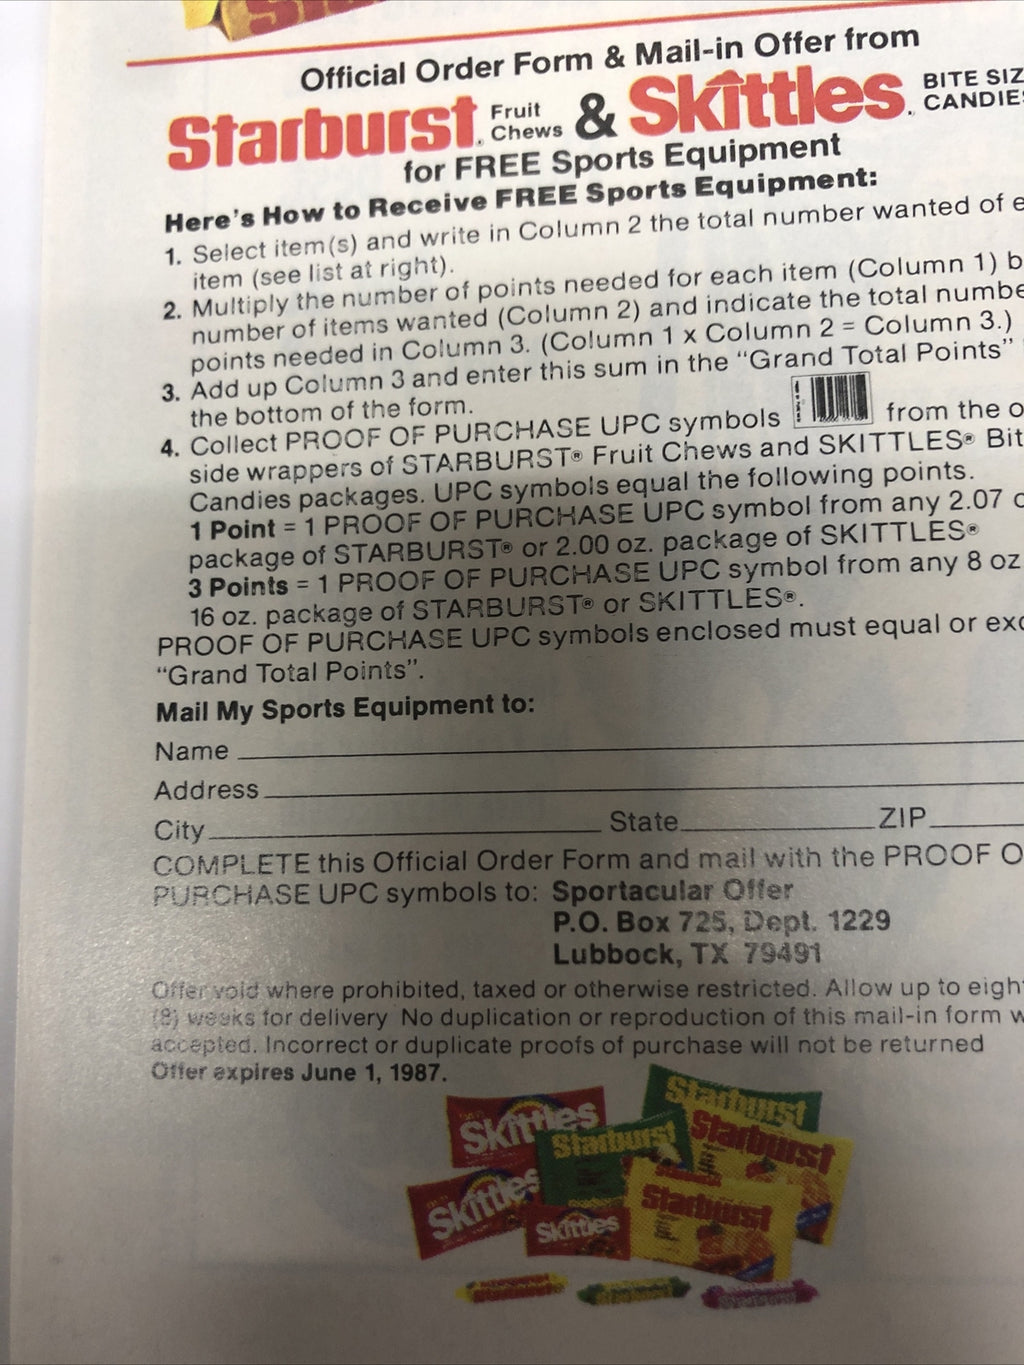 Official Order Form & Mail-in Offer from
Starburst Fruit Chews & Skittles BITE SIZ CANDIES
for FREE Sports Equipment
Here's How to Receive FREE Sports Equipment:
1. Select item(s) and write in Column 2 the total number wanted of e
item (see list at right).
2. Multiply the number of points needed for each item (Column 1) b
number of items wanted (Column 2) and indicate the total numbe
points needed in Column 3. (Column 1 x Column 2 = Column 3.)
3. Add up Column 3 and enter this sum in the "Grand Total Points"
the bottom of the form.
4. Collect PROOF OF PURCHASE UPC symbols from the o
side wrappers of STARBURST® Fruit Chews and SKITTLES® Bit
Candies packages. UPC symbols equal the following points.
1 Point = 1 PROOF OF PURCHASE UPC symbol from any 2.07 o
package of STARBURST® or 2.00 oz. package of SKITTLES®
3 Points = 1 PROOF OF PURCHASE UPC symbol from any 8 oz
16 oz. package of STARBURST® or SKITTLES®.
PROOF OF PURCHASE UPC symbols enclosed must equal or exc
"Grand Total Points".
Mail My Sports Equipment to:
Name
Address
City State ZIP
COMPLETE this Official Order Form and mail with the PROOF O
PURCHASE UPC symbols to: Sportacular Offer
P.O. Box 725, Dept. 1229
Lubbock, TX 79491
Offer void where prohibited, taxed or otherwise restricted. Allow up to eigh
(8) weeks for delivery No duplication or reproduction of this mail-in form w
accepted. Incorrect or duplicate proofs of purchase will not be returned
Offer expires June 1, 1987.
Skittles
Starburst
Starburst
Starburst
Skittles
Skittles
Starburst